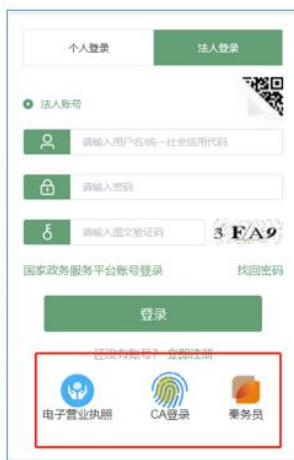 个人登录
法人登录
法人账号
请输入用户名/统一社会信用代码
请输入密码
请输入图文验证码
3 F/A9
国家政务服务平台账号登录
找回密码
登录
还没有账号? 立即注册
电子营业执照
CA登录
秦务员